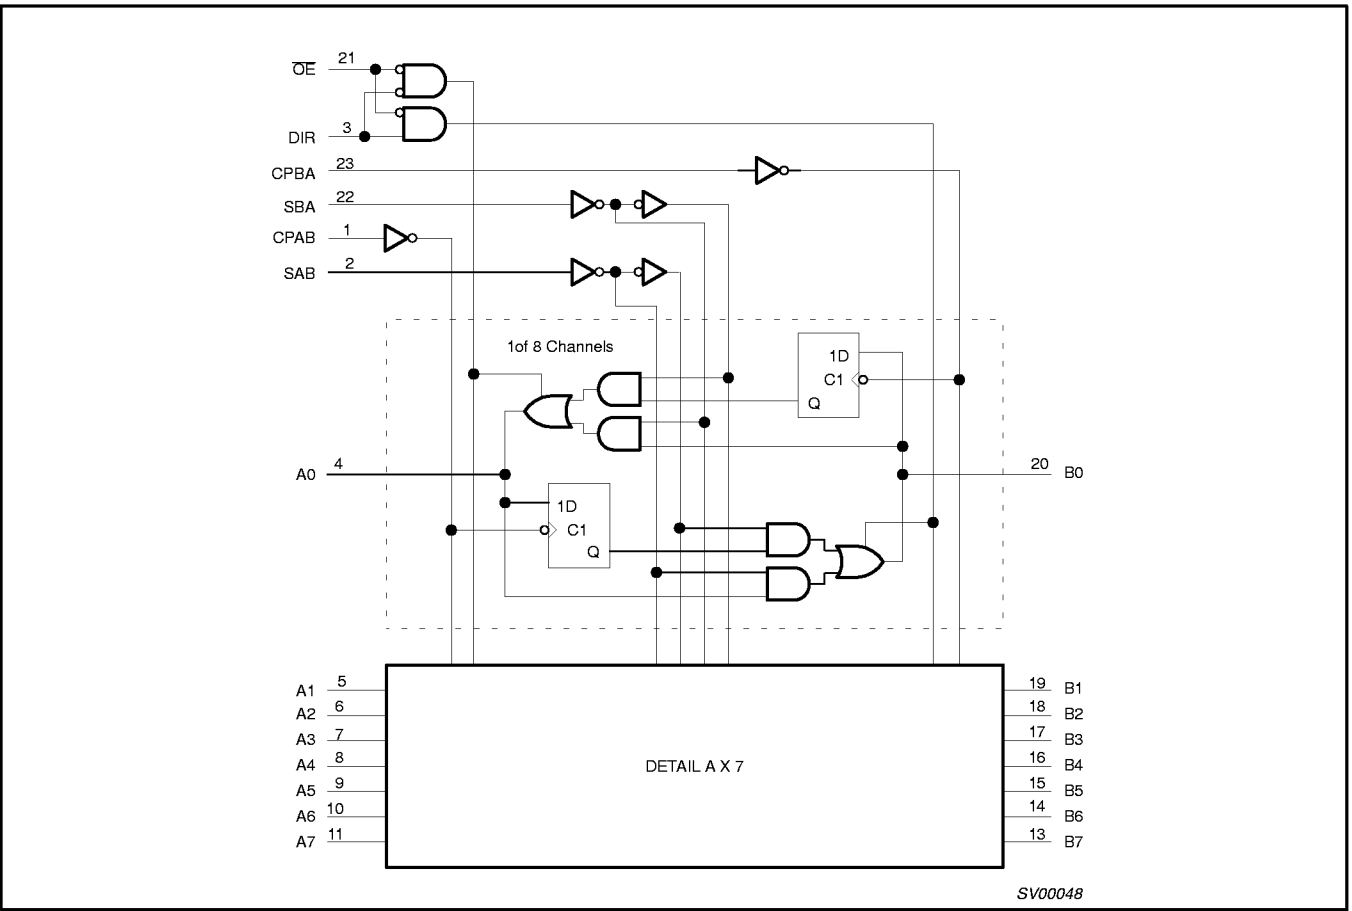 OE 21
DIR 3
CPBA 23
SBA 22
CPAB 1
SAB 2
1of 8 Channels
1D
C1
Q
A0 4
20 B0
1D
C1
Q
A1 5
A2 6
A3 7
A4 8
A5 9
A6 10
A7 11
DETAIL A X 7
19 B1
18 B2
17 B3
16 B4
15 B5
14 B6
13 B7
SV00048